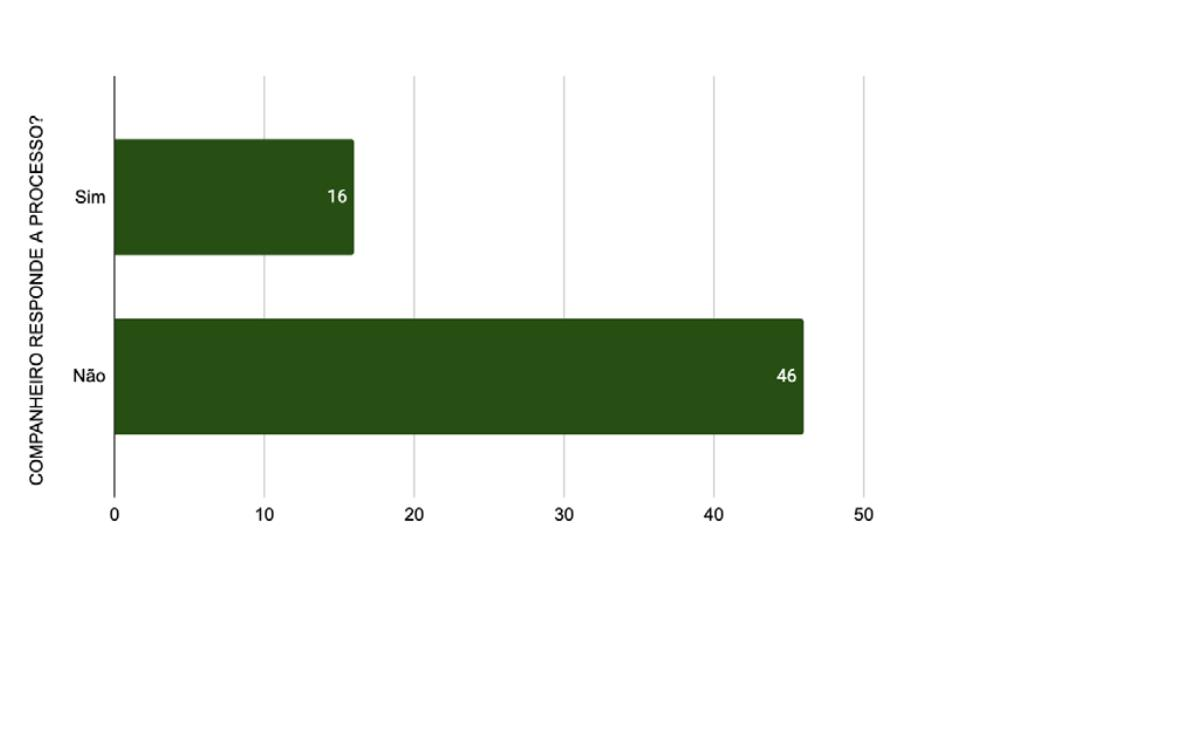 COMPANHEIRO RESPONDE A PROCESSO?
Sim
16
Não
46
0 10 20 30 40 50